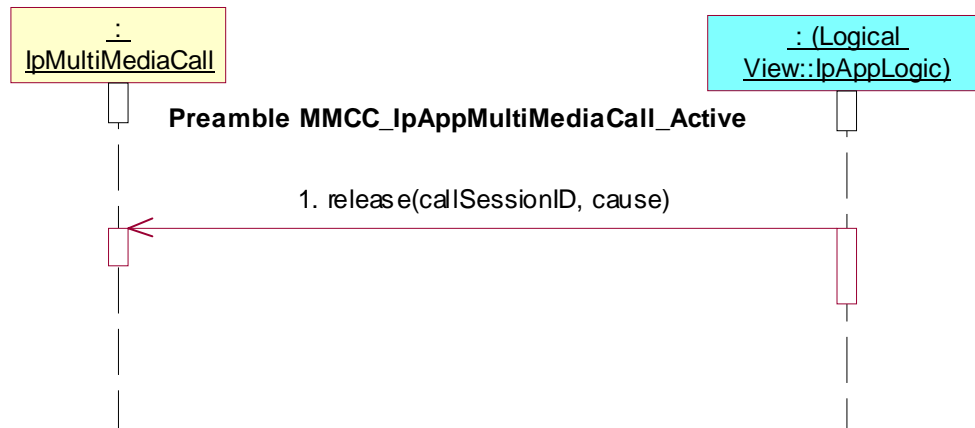 :
IpMultiMediaCall
: (Logical
View::IpAppLogic)
Preamble MMCC_IpAppMultiMediaCall_Active
1. release(callSessionID, cause)